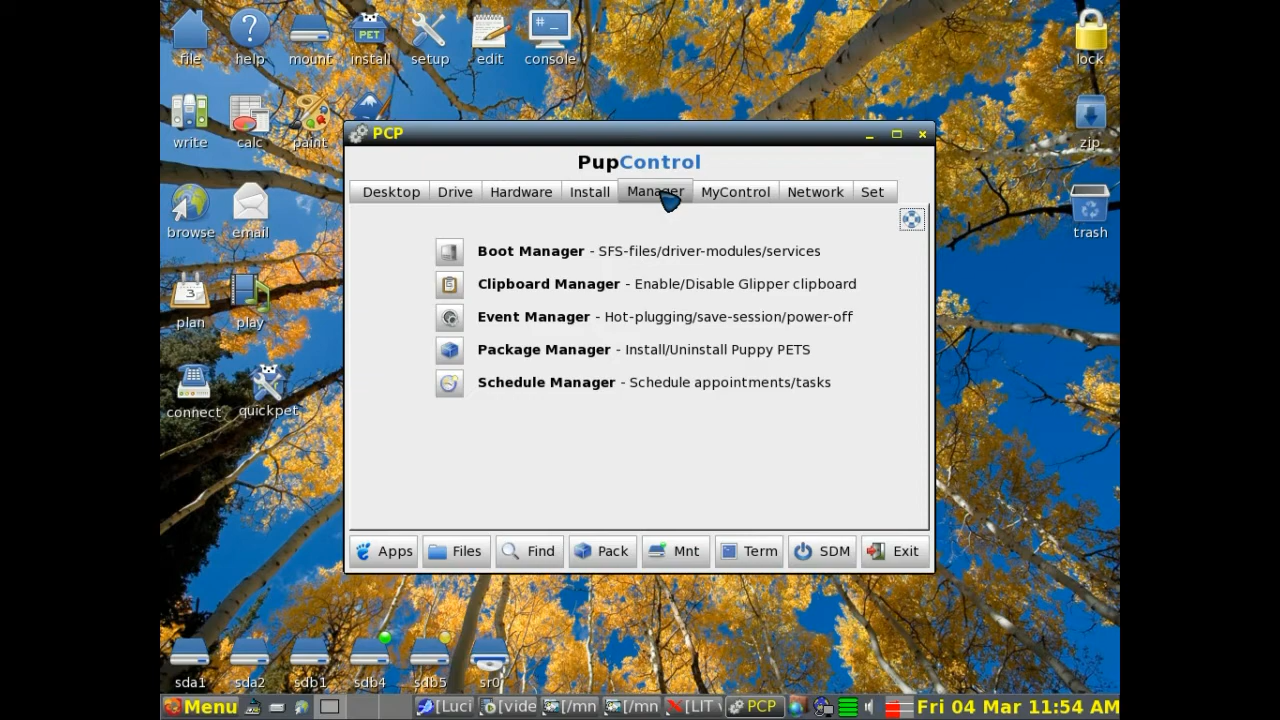 file help mount install setup edit console lock
PET
# _
write calc paint zip
PCP
PupControl
Desktop Drive Hardware Install Manager MyControl Network Set
browse email trash
Boot Manager - SFS-files/driver-modules/services
Clipboard Manager - Enable/Disable Glipper clipboard
3
plan play
Event Manager - Hot-plugging/save-session/power-off
Package Manager - Install/Uninstall Puppy PETS
Schedule Manager - Schedule appointments/tasks
connect quickpet
Apps Files Find Pack Mnt Term SDM Exit
sda1 sda2 sdb1 sdb4 sdb5 sr0
Menu [Luci [vide [/mn [/mn [LIT PCP Fri 04 Mar 11:54 AM